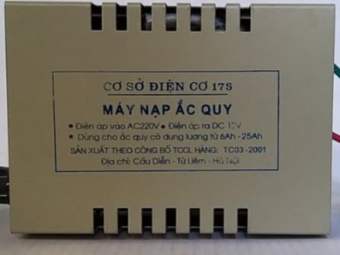 CƠ SỞ ĐIỆN CƠ 175
MÁY NẠP ẮC QUY
• Điện áp vào AC220V • Điện áp ra DC 12V
• Dùng cho ắc quy có dung lượng từ 6Ah - 25Ah
SẢN XUẤT THEO CÔNG BỐ TCCL HÀNG: TC03 -2001
Địa chỉ: Cầu Diễn - Từ Liêm - Hà Nội